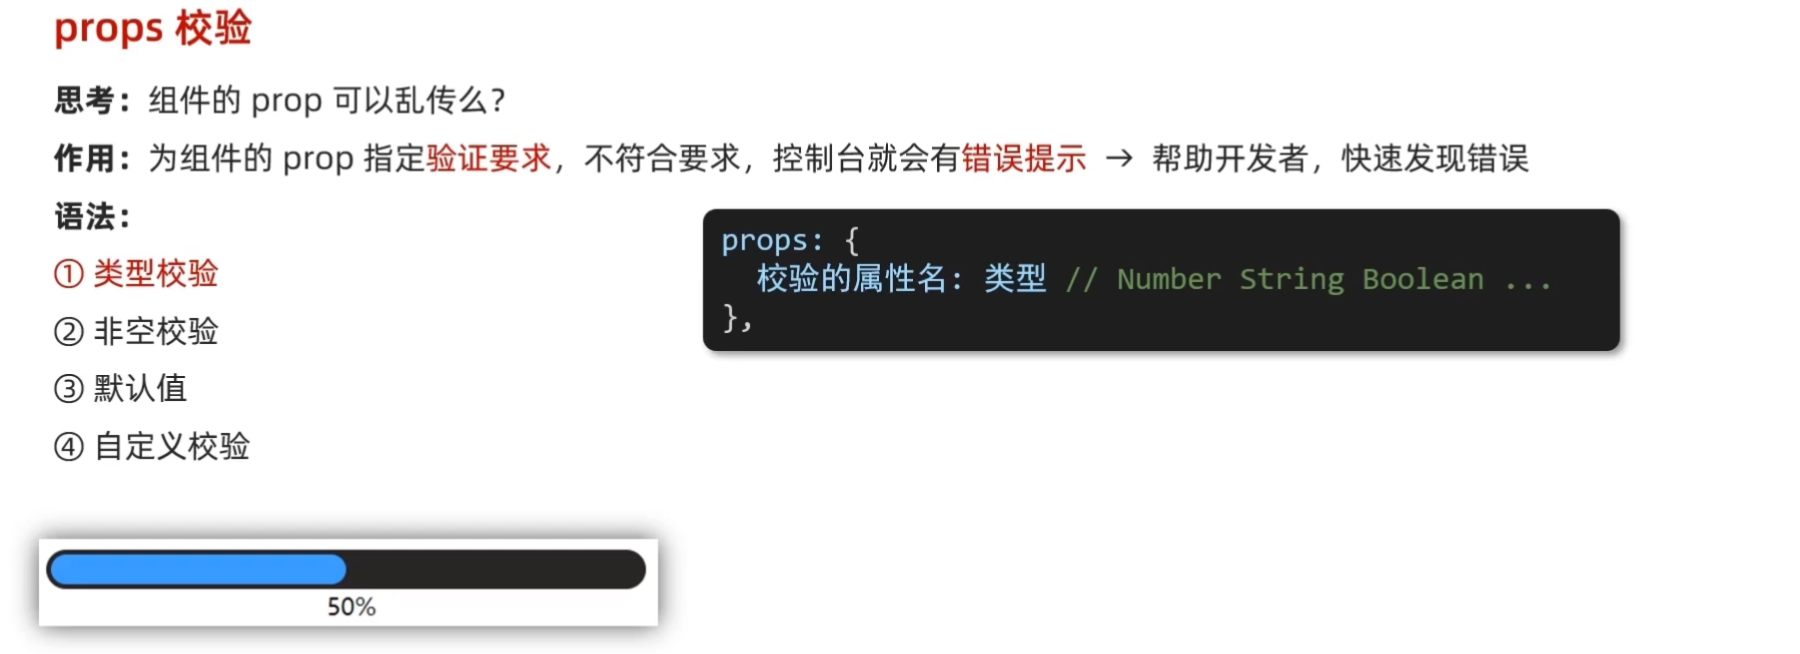 props 校验
思考：组件的 prop 可以乱传么？
作用：为组件的 prop 指定验证要求，不符合要求，控制台就会有错误提示 → 帮助开发者，快速发现错误
语法：
① 类型校验
② 非空校验
③ 默认值
④ 自定义校验
props: {
  校验的属性名: 类型 // Number String Boolean ...
},
50%